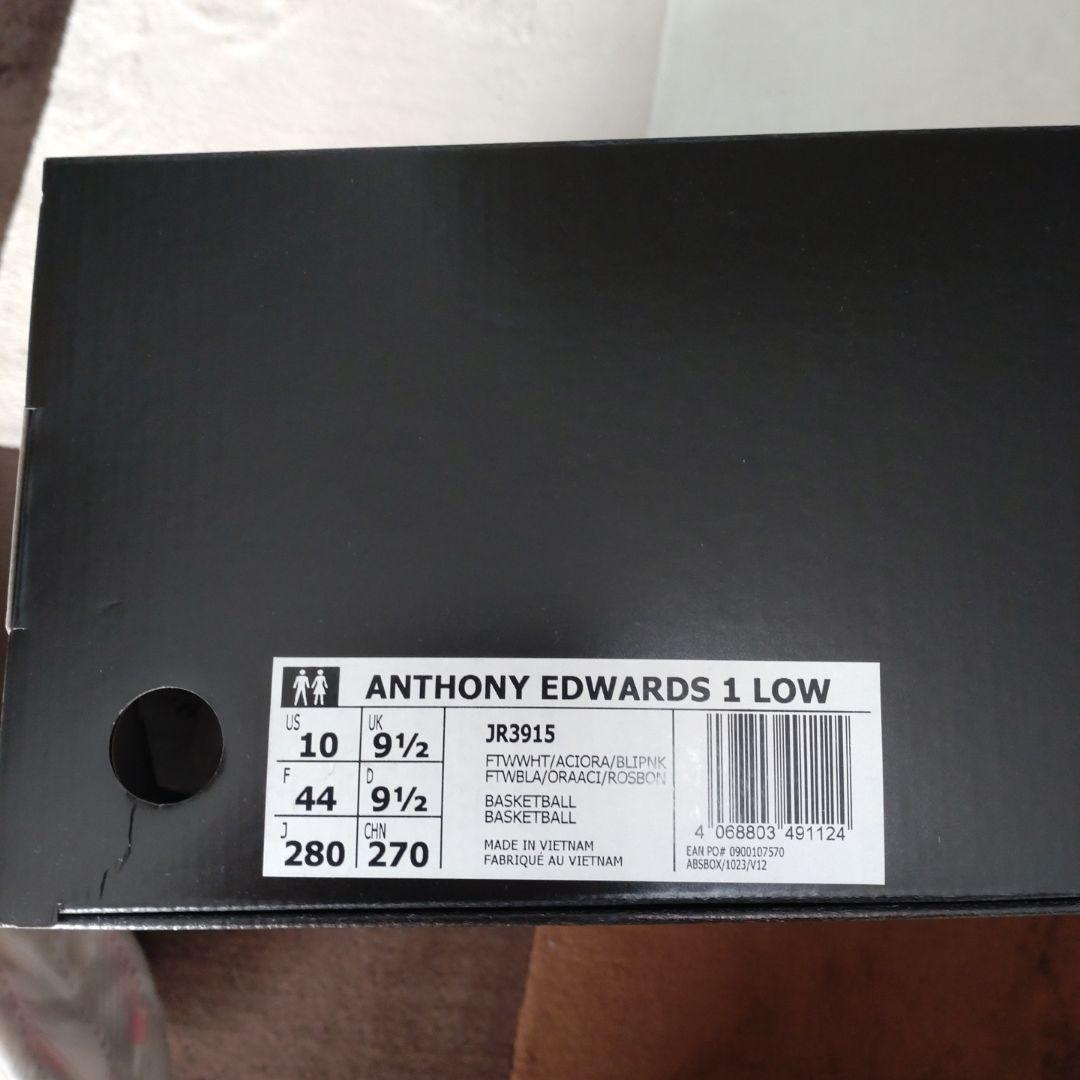 ANTHONY EDWARDS 1 LOW
US 10 UK 9½
F 44 D 9½
J 280 CHN 270
JR3915
FTWWHT/ACIORA/BLIPNK
FTWBLA/ORAACI/ROSBON
BASKETBALL
BASKETBALL
MADE IN VIETNAM
FABRIQUÉ AU VIETNAM
4 068803 491124
EAN PO# 0900107570
ABSBOX/1023/V12